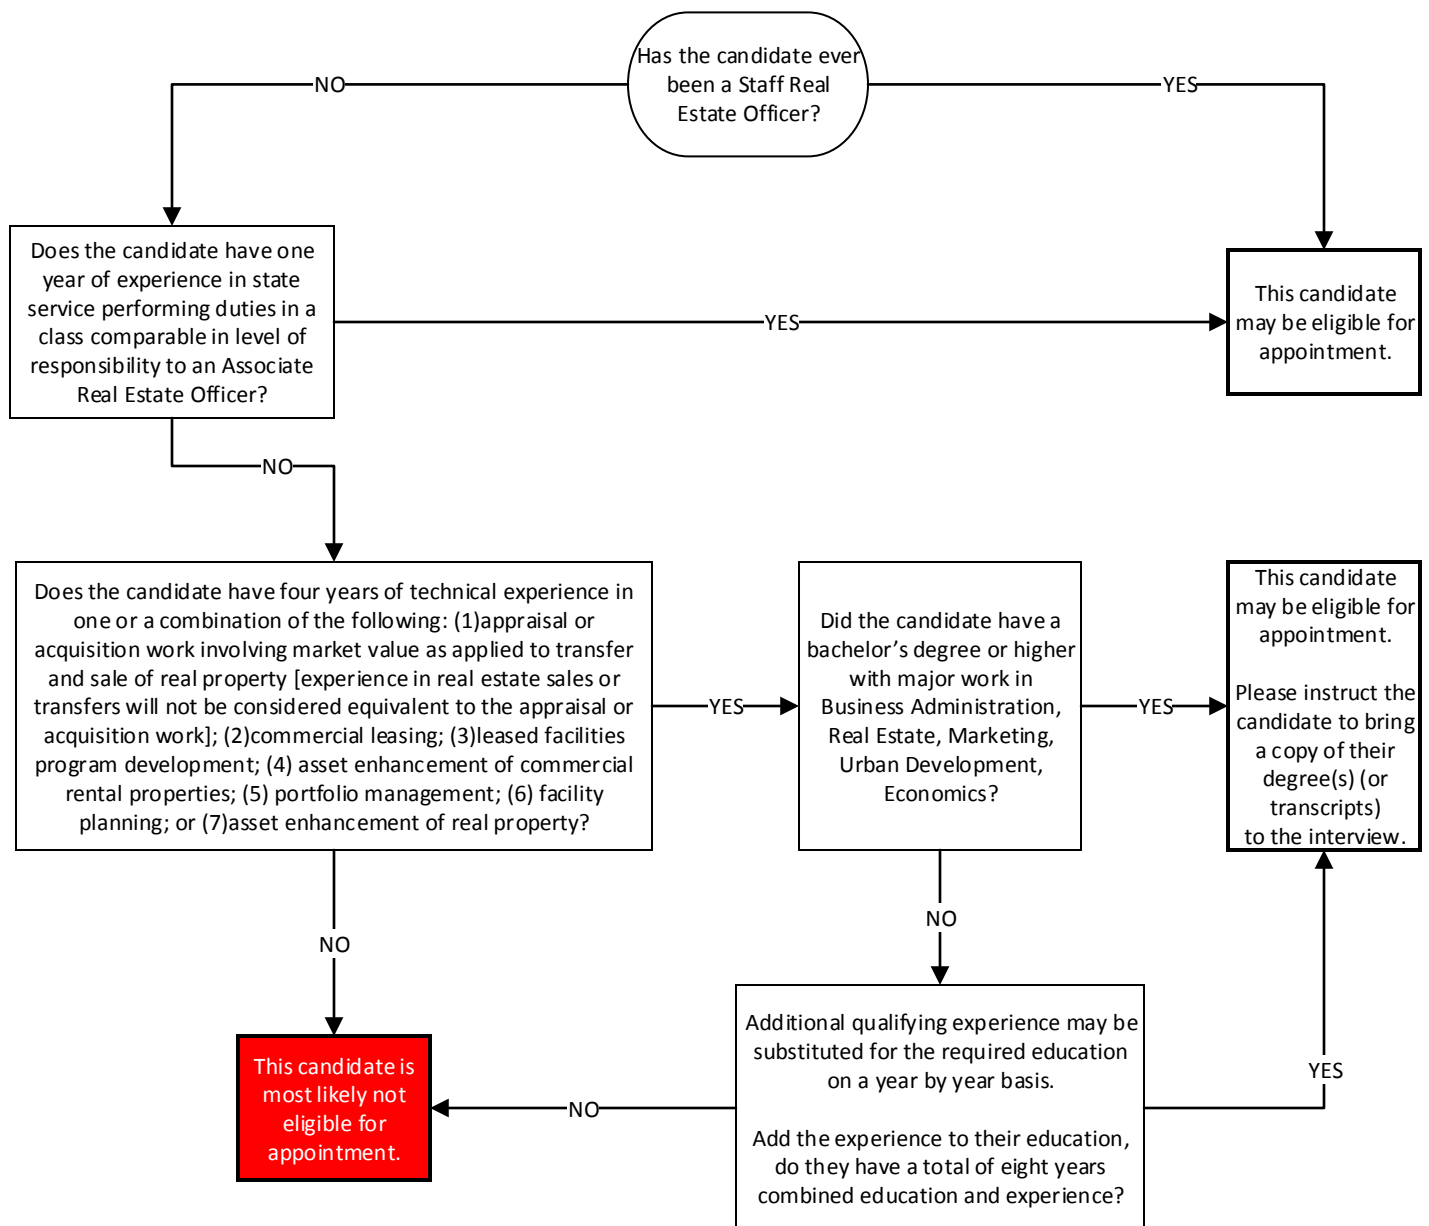 Has the candidate ever
been a Staff Real
Estate Officer?
NO
YES
Does the candidate have one
year of experience in state
service performing duties in a
class comparable in level of
responsibility to an Associate
Real Estate Officer?
YES
This candidate
may be eligible for
appointment.
NO
Does the candidate have four years of technical experience in
one or a combination of the following: (1)appraisal or
acquisition work involving market value as applied to transfer
and sale of real property [experience in real estate sales or
transfers will not be considered equivalent to the appraisal or
acquisition work]; (2)commercial leasing; (3)leased facilities
program development; (4) asset enhancement of commercial
rental properties; (5) portfolio management; (6) facility
planning; or (7)asset enhancement of real property?
YES
Did the candidate have a
bachelor’s degree or higher
with major work in
Business Administration,
Real Estate, Marketing,
Urban Development,
Economics?
YES
This candidate
may be eligible for
appointment.
Please instruct the
candidate to bring
a copy of their
degree(s) (or
transcripts)
to the interview.
NO
NO
This candidate is
most likely not
eligible for
appointment.
NO
Additional qualifying experience may be
substituted for the required education
on a year by year basis.
Add the experience to their education,
do they have a total of eight years
combined education and experience?
YES